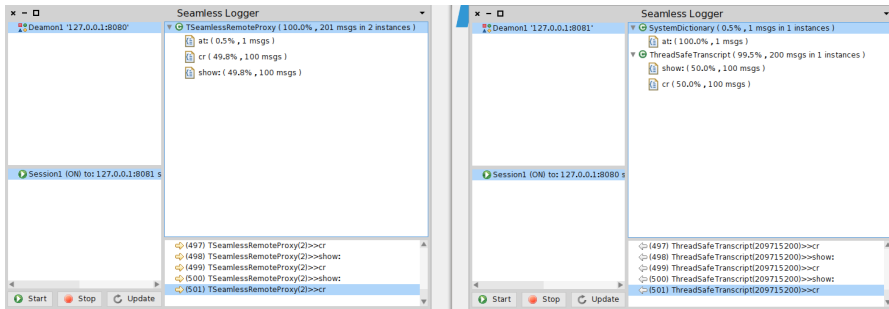 Seamless Logger
Deamon1 '127.0.0.1:8080'
TSeamlessRemoteProxy ( 100.0% , 201 msgs in 2 instances )
at: ( 0.5% , 1 msgs )
cr ( 49.8% , 100 msgs )
show: ( 49.8% , 100 msgs )
Session1 (ON) to: 127.0.0.1:8081 s
(497) TSeamlessRemoteProxy(2)>>cr
(498) TSeamlessRemoteProxy(2)>>show:
(499) TSeamlessRemoteProxy(2)>>cr
(500) TSeamlessRemoteProxy(2)>>show:
(501) TSeamlessRemoteProxy(2)>>cr
Start Stop Update
Seamless Logger
Deamon1 '127.0.0.1:8081'
SystemDictionary ( 0.5% , 1 msgs in 1 instances )
at: ( 100.0% , 1 msgs )
ThreadSafeTranscript ( 99.5% , 200 msgs in 1 instances )
show: ( 50.0% , 100 msgs )
cr ( 50.0% , 100 msgs )
Session1 (ON) to: 127.0.0.1:8080 s
(497) ThreadSafeTranscript(209715200)>>cr
(498) ThreadSafeTranscript(209715200)>>show:
(499) ThreadSafeTranscript(209715200)>>cr
(500) ThreadSafeTranscript(209715200)>>show:
(501) ThreadSafeTranscript(209715200)>>cr
Start Stop Update